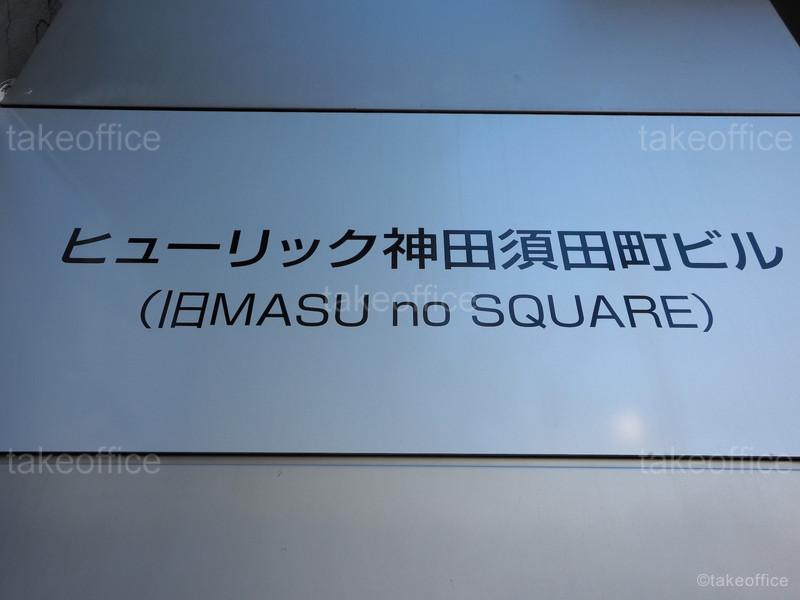 takeoffice takeoffice
ヒューリック神田須田町ビル
takeoffice
(旧MASU no SQUARE)
takeoffice takeoffice
©takeoffice